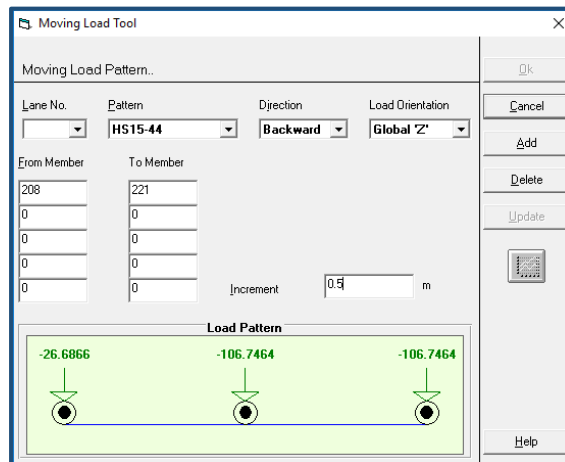 Moving Load Tool
Moving Load Pattern..
Ok
Lane No. Pattern Direction Load Orientation
HS15-44 Backward Global 'Z'
Cancel
Add
From Member To Member
Delete
208 221
0 0
Update
0 0
0 0
0 0
Increment 0.5 m
Load Pattern
-26.6866 -106.7464 -106.7464
Help